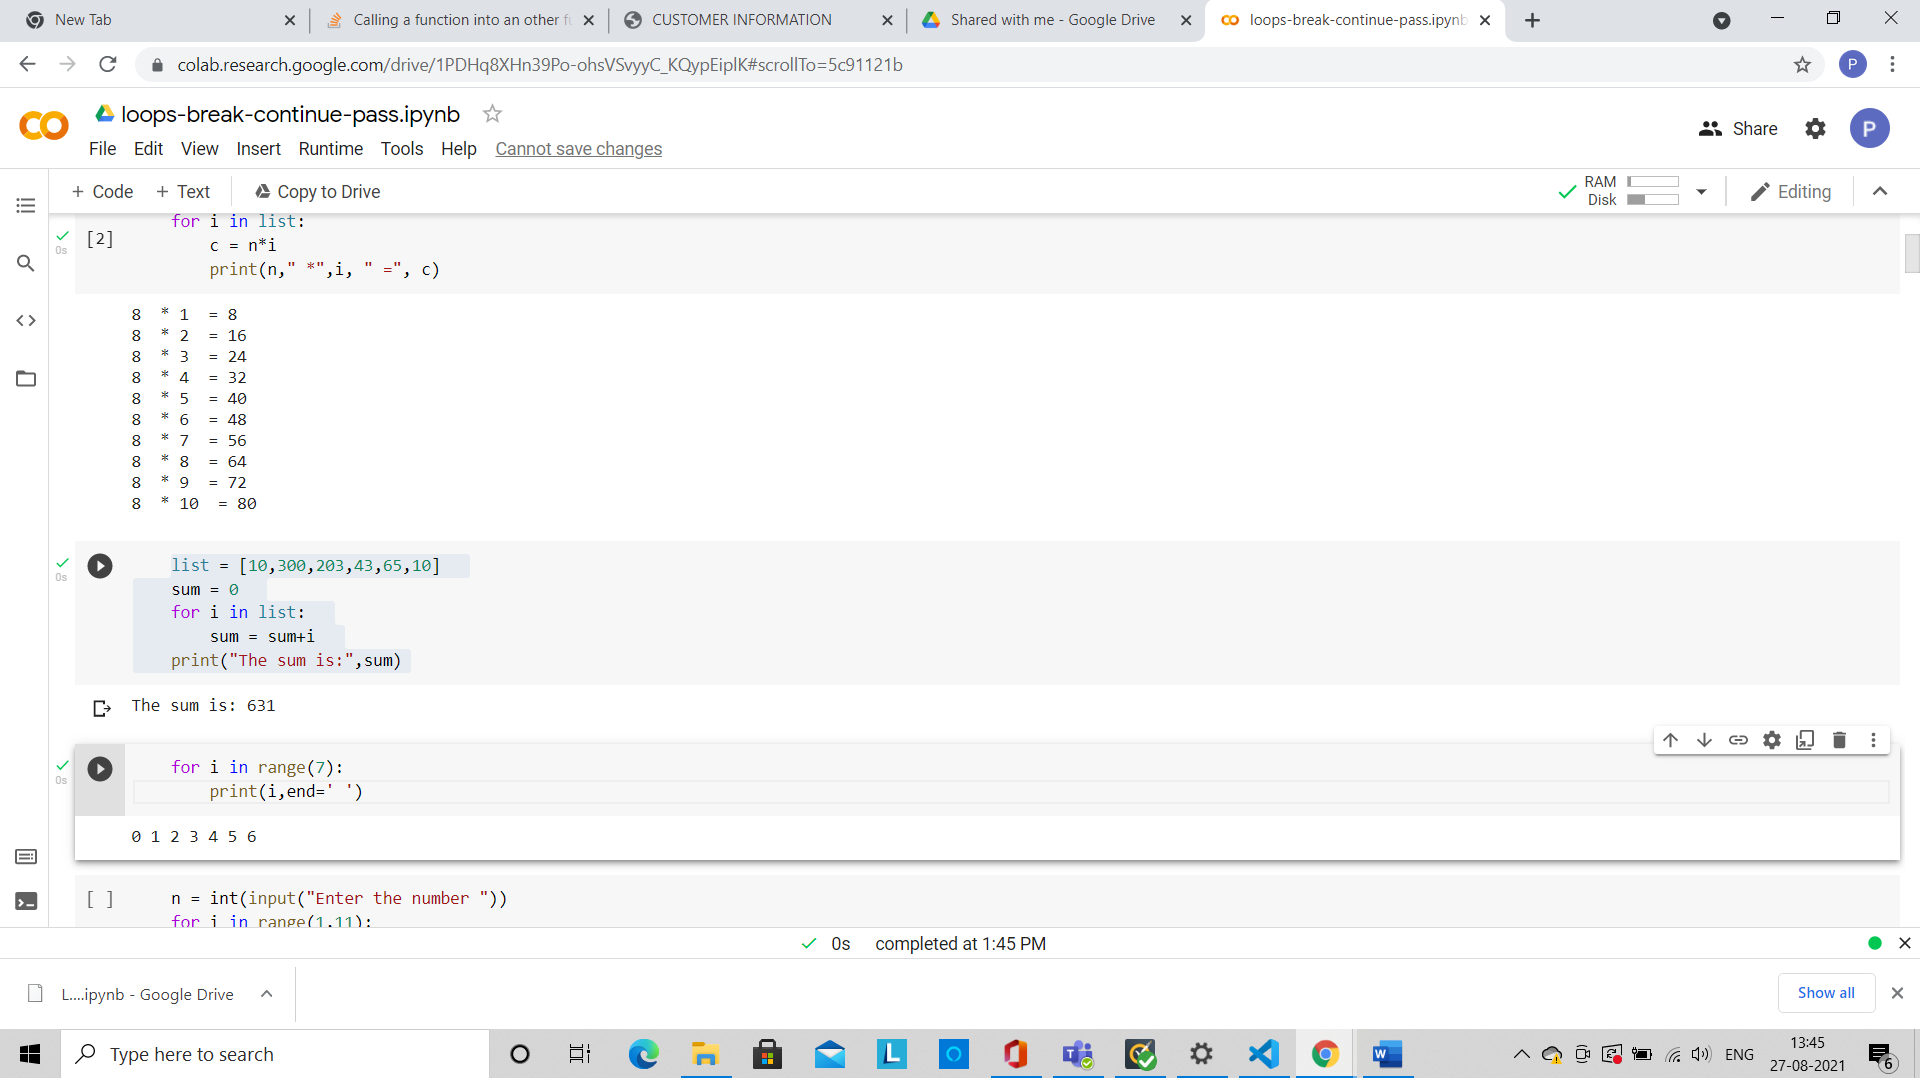 New Tab
Calling a function into an other fu
CUSTOMER INFORMATION
Shared with me - Google Drive
loops-break-continue-pass.ipynb
colab.research.google.com/drive/1PDHq8XHn39Po-ohsVSvyyC_KQypEiplK#scrollTo=5c91121b
P
loops-break-continue-pass.ipynb
Share
P
File Edit View Insert Runtime Tools Help Cannot save changes
+ Code + Text Copy to Drive
RAM
Disk
Editing
for i in list:
[2]
0s
c = n*i
print(n," *",i, " =", c)
8  * 1  = 8
8  * 2  = 16
8  * 3  = 24
8  * 4  = 32
8  * 5  = 40
8  * 6  = 48
8  * 7  = 56
8  * 8  = 64
8  * 9  = 72
8  * 10  = 80
0s
list = [10,300,203,43,65,10]
sum = 0
for i in list:
sum = sum+i
print("The sum is:",sum)
The sum is: 631
0s
for i in range(7):
print(i,end=' ')
0 1 2 3 4 5 6
[ ]
n = int(input("Enter the number "))
for i in range(1,11):
0s completed at 1:45 PM
L....ipynb - Google Drive
Show all
Type here to search
ENG
13:45
27-08-2021
6